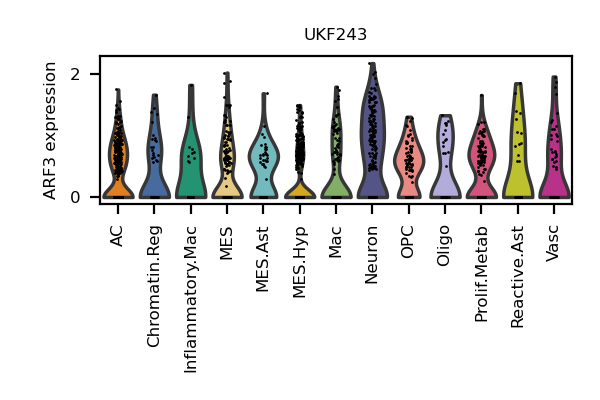 UKF243
ARF3 expression
2
0
AC
Chromatin.Reg
Inflammatory.Mac
MES
MES.Ast
MES.Hyp
Mac
Neuron
OPC
Oligo
Prolif.Metab
Reactive.Ast
Vasc